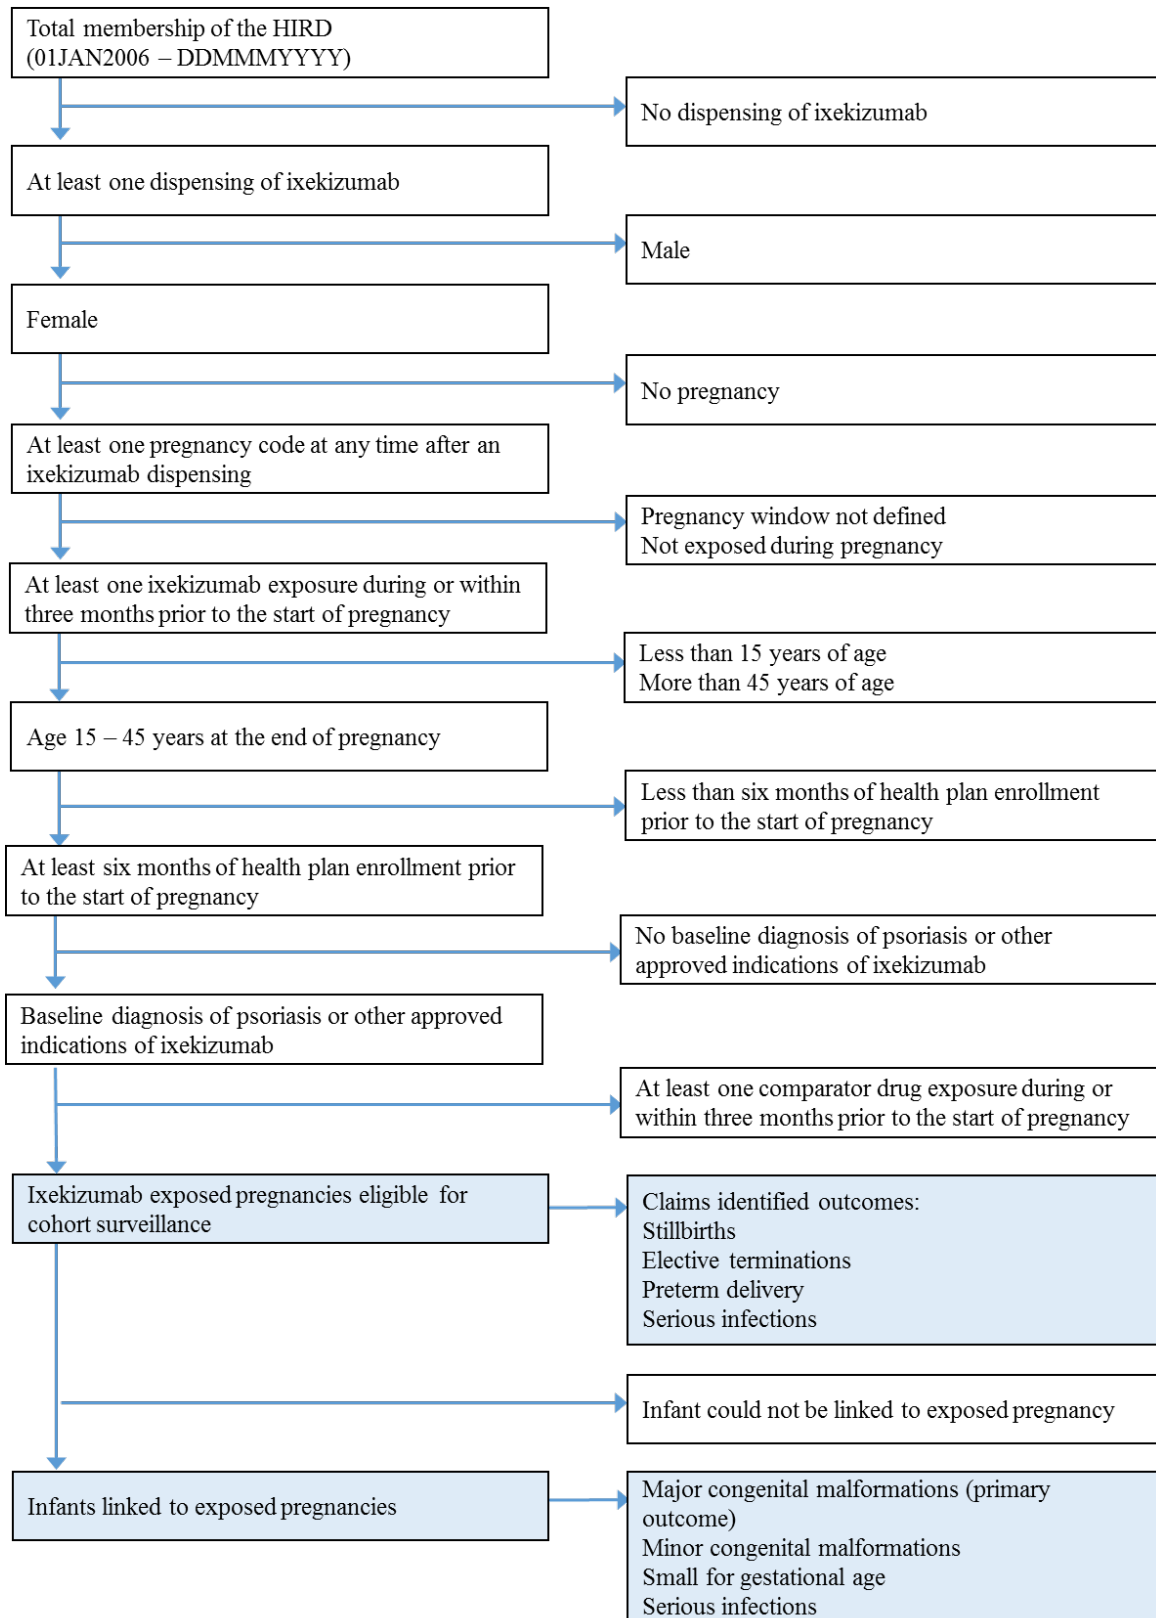 Total membership of the HIRD
(01JAN2006 – DDMMMYYYY)
No dispensing of ixekizumab
At least one dispensing of ixekizumab
Male
Female
No pregnancy
At least one pregnancy code at any time after an
ixekizumab dispensing
Pregnancy window not defined
Not exposed during pregnancy
At least one ixekizumab exposure during or within
three months prior to the start of pregnancy
Less than 15 years of age
More than 45 years of age
Age 15 – 45 years at the end of pregnancy
Less than six months of health plan enrollment
prior to the start of pregnancy
At least six months of health plan enrollment prior
to the start of pregnancy
No baseline diagnosis of psoriasis or other
approved indications of ixekizumab
Baseline diagnosis of psoriasis or other approved
indications of ixekizumab
At least one comparator drug exposure during or
within three months prior to the start of pregnancy
Ixekizumab exposed pregnancies eligible for
cohort surveillance
Claims identified outcomes:
Stillbirths
Elective terminations
Preterm delivery
Serious infections
Infant could not be linked to exposed pregnancy
Infants linked to exposed pregnancies
Major congenital malformations (primary
outcome)
Minor congenital malformations
Small for gestational age
Serious infections